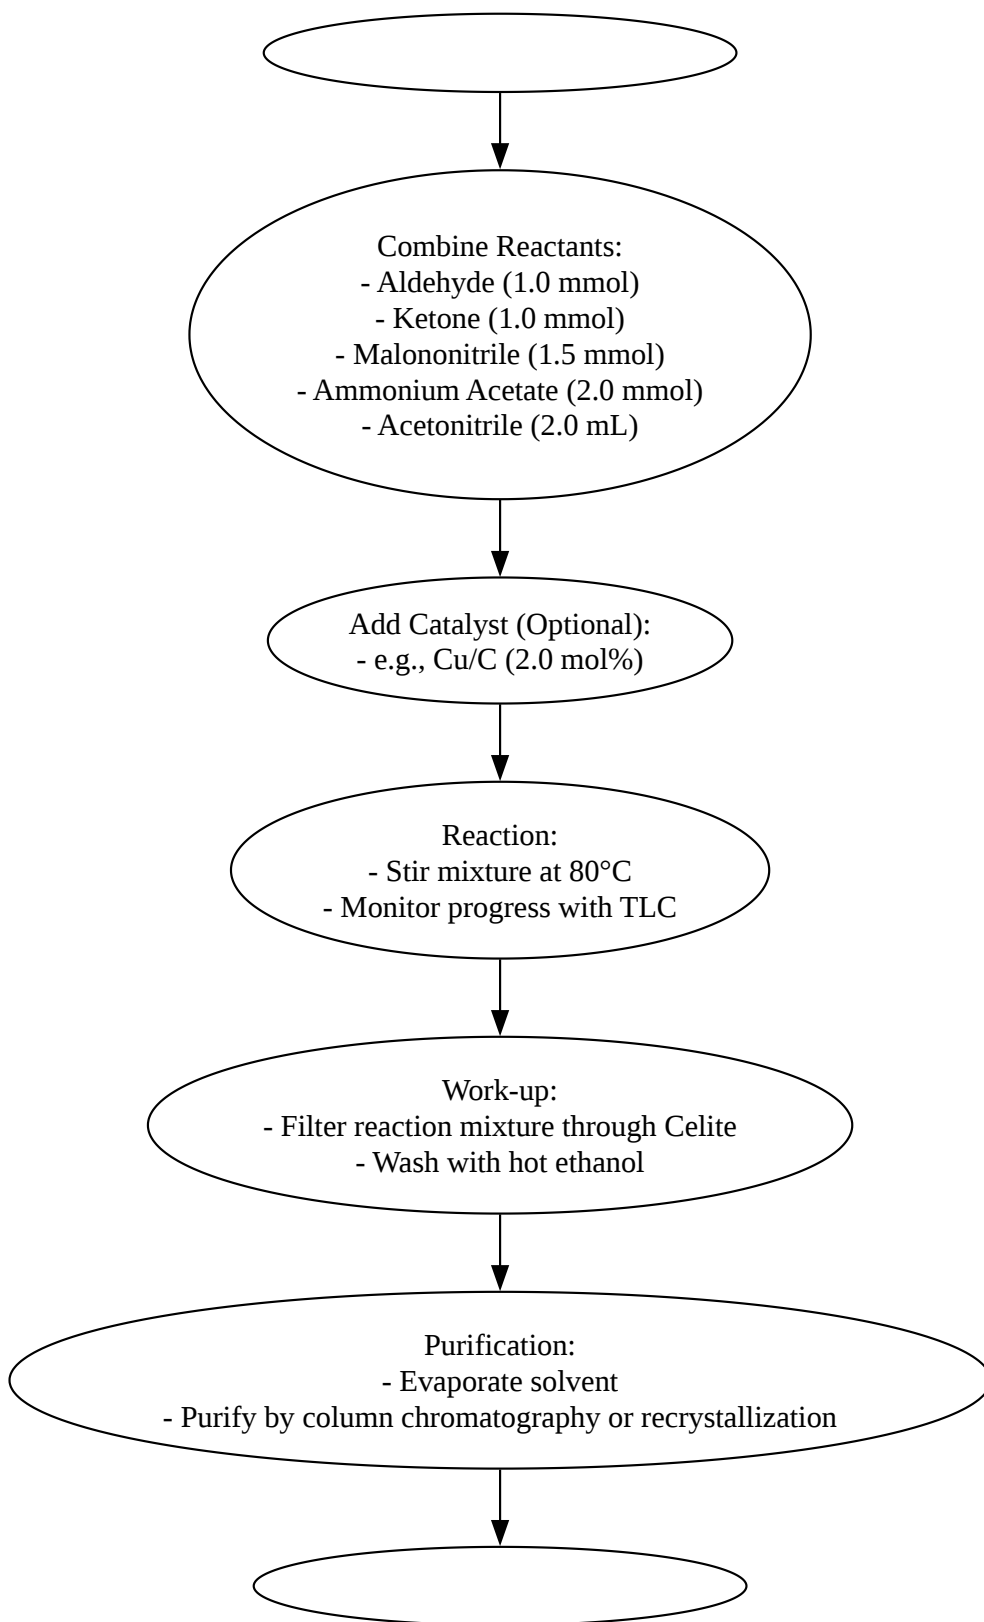 Combine Reactants:
- Aldehyde (1.0 mmol)
- Ketone (1.0 mmol)
- Malononitrile (1.5 mmol)
- Ammonium Acetate (2.0 mmol)
- Acetonitrile (2.0 mL)
Add Catalyst (Optional):
- e.g., Cu/C (2.0 mol%)
Reaction:
- Stir mixture at 80°C
- Monitor progress with TLC
Work-up:
- Filter reaction mixture through Celite
- Wash with hot ethanol
Purification:
- Evaporate solvent
- Purify by column chromatography or recrystallization